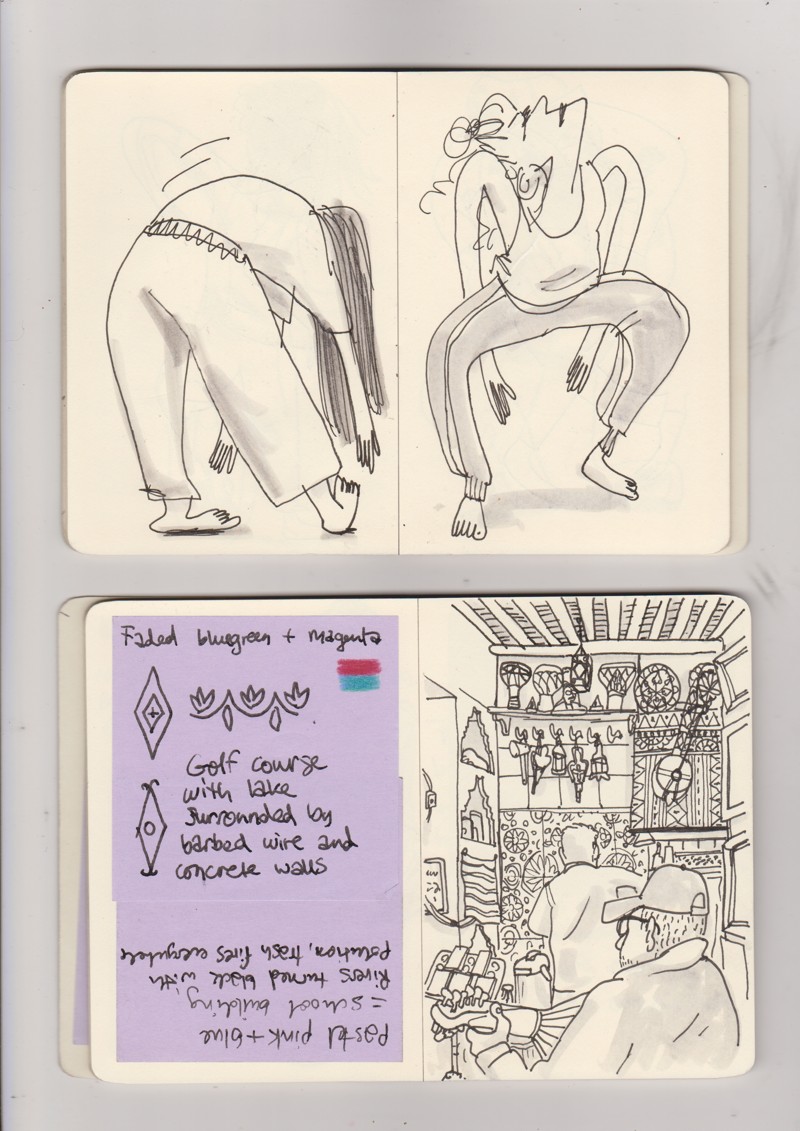 Faded bluegreen + magenta
Golf course
with lake
surrounded by
barbed wire and
concrete walls
Pastel pink + blue
= school building
Rivers turned black with
pollution, trash fires everywhere